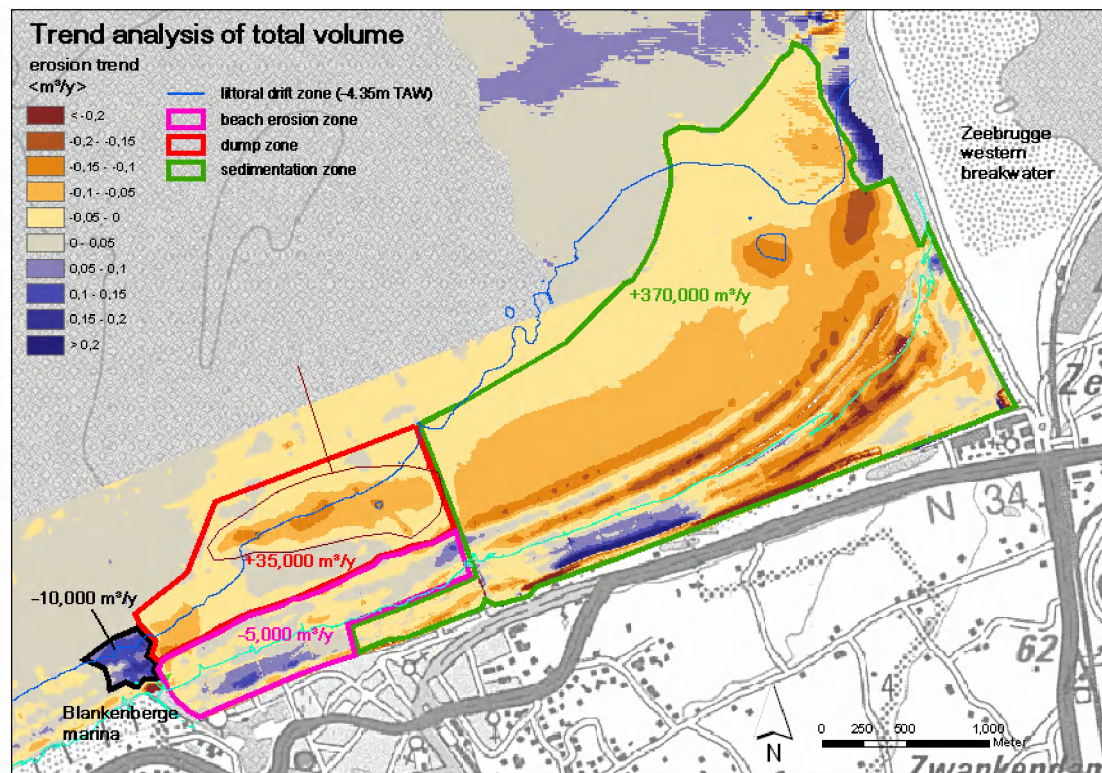 Trend analysis of total volume
erosion trend
<m³/y>
< -0,2
-0,2 - -0,15
-0,15 - -0,1
-0,1 - -0,05
-0,05 - 0
0 - 0,05
0,05 - 0,1
0,1 - 0,15
0,15 - 0,2
> 0,2
littoral drift zone (-4.35m TAW)
beach erosion zone
dump zone
sedimentation zone
Zeebrugge
western
breakwater
+370,000 m³/y
+35,000 m³/y
-10,000 m³/y
-5,000 m³/y
Blankenberge
marina
Ze
N 34
62
4
N
0 250 500 1,000
Meter
Zwankendam